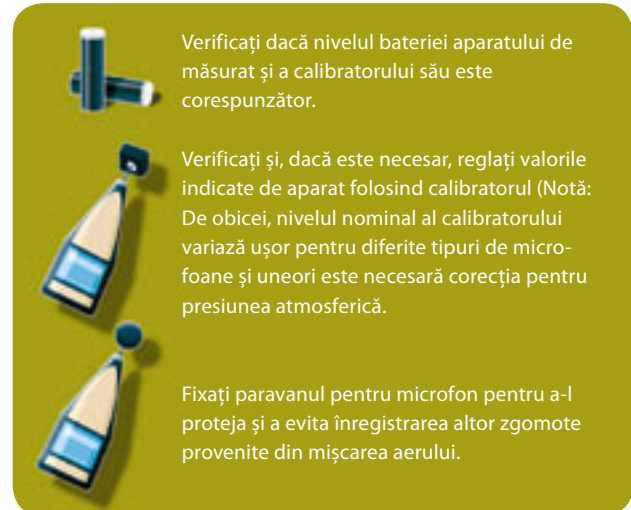 Verificați dacă nivelul bateriei aparatului de
măsurat și a calibratorului său este
corespunzător.
Verificați și, dacă este necesar, reglați valorile
indicate de aparat folosind calibratorul (Notă:
De obicei, nivelul nominal al calibratorului
variază ușor pentru diferite tipuri de micro-
foane și uneori este necesară corecția pentru
presiunea atmosferică.
Fixați paravanul pentru microfon pentru a-l
proteja și a evita înregistrarea altor zgomote
provenite din mișcarea aerului.